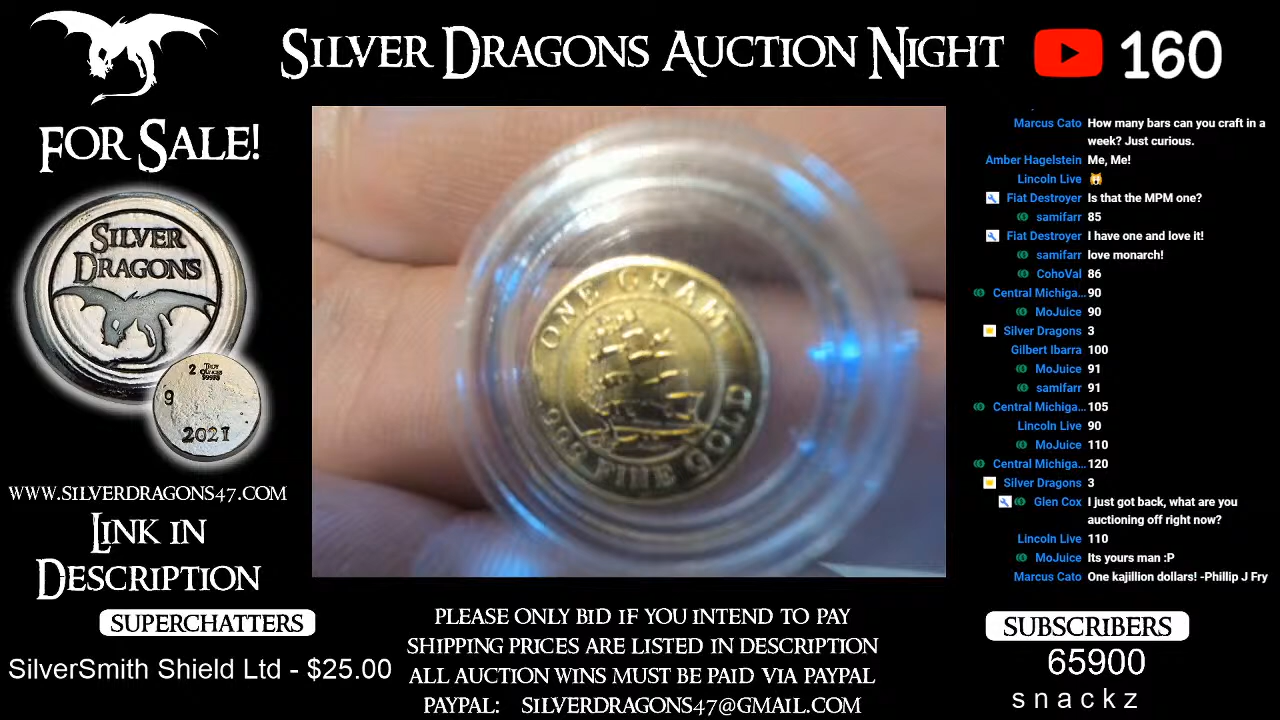 SILVER DRAGONS AUCTION NIGHT
160
FOR SALE!
SILVER
DRAGONS
2 TROY
OUNCES
9
2021
WWW.SILVERDRAGONS47.COM
LINK IN
DESCRIPTION
SUPERCHATTERS
SilverSmith Shield Ltd - $25.00
ONE GRAM
.999 FINE GOLD
PLEASE ONLY BID IF YOU INTEND TO PAY
SHIPPING PRICES ARE LISTED IN DESCRIPTION
ALL AUCTION WINS MUST BE PAID VIA PAYPAL
PAYPAL: SILVERDRAGONS47@GMAIL.COM
Marcus Cato How many bars can you craft in a
week? Just curious.
Amber Hagelstein Me, Me!
Lincoln Live
Fiat Destroyer Is that the MPM one?
samifarr 85
Fiat Destroyer I have one and love it!
samifarr love monarch!
CohoVal 86
Central Michiga... 90
MoJuice 90
Silver Dragons 3
Gilbert Ibarra 100
MoJuice 91
samifarr 91
Central Michiga... 105
Lincoln Live 90
MoJuice 110
Central Michiga... 120
Silver Dragons 3
Glen Cox I just got back, what are you
auctioning off right now?
Lincoln Live 110
MoJuice Its yours man :P
Marcus Cato One kajillion dollars! -Phillip J Fry
SUBSCRIBERS
65900
snackz